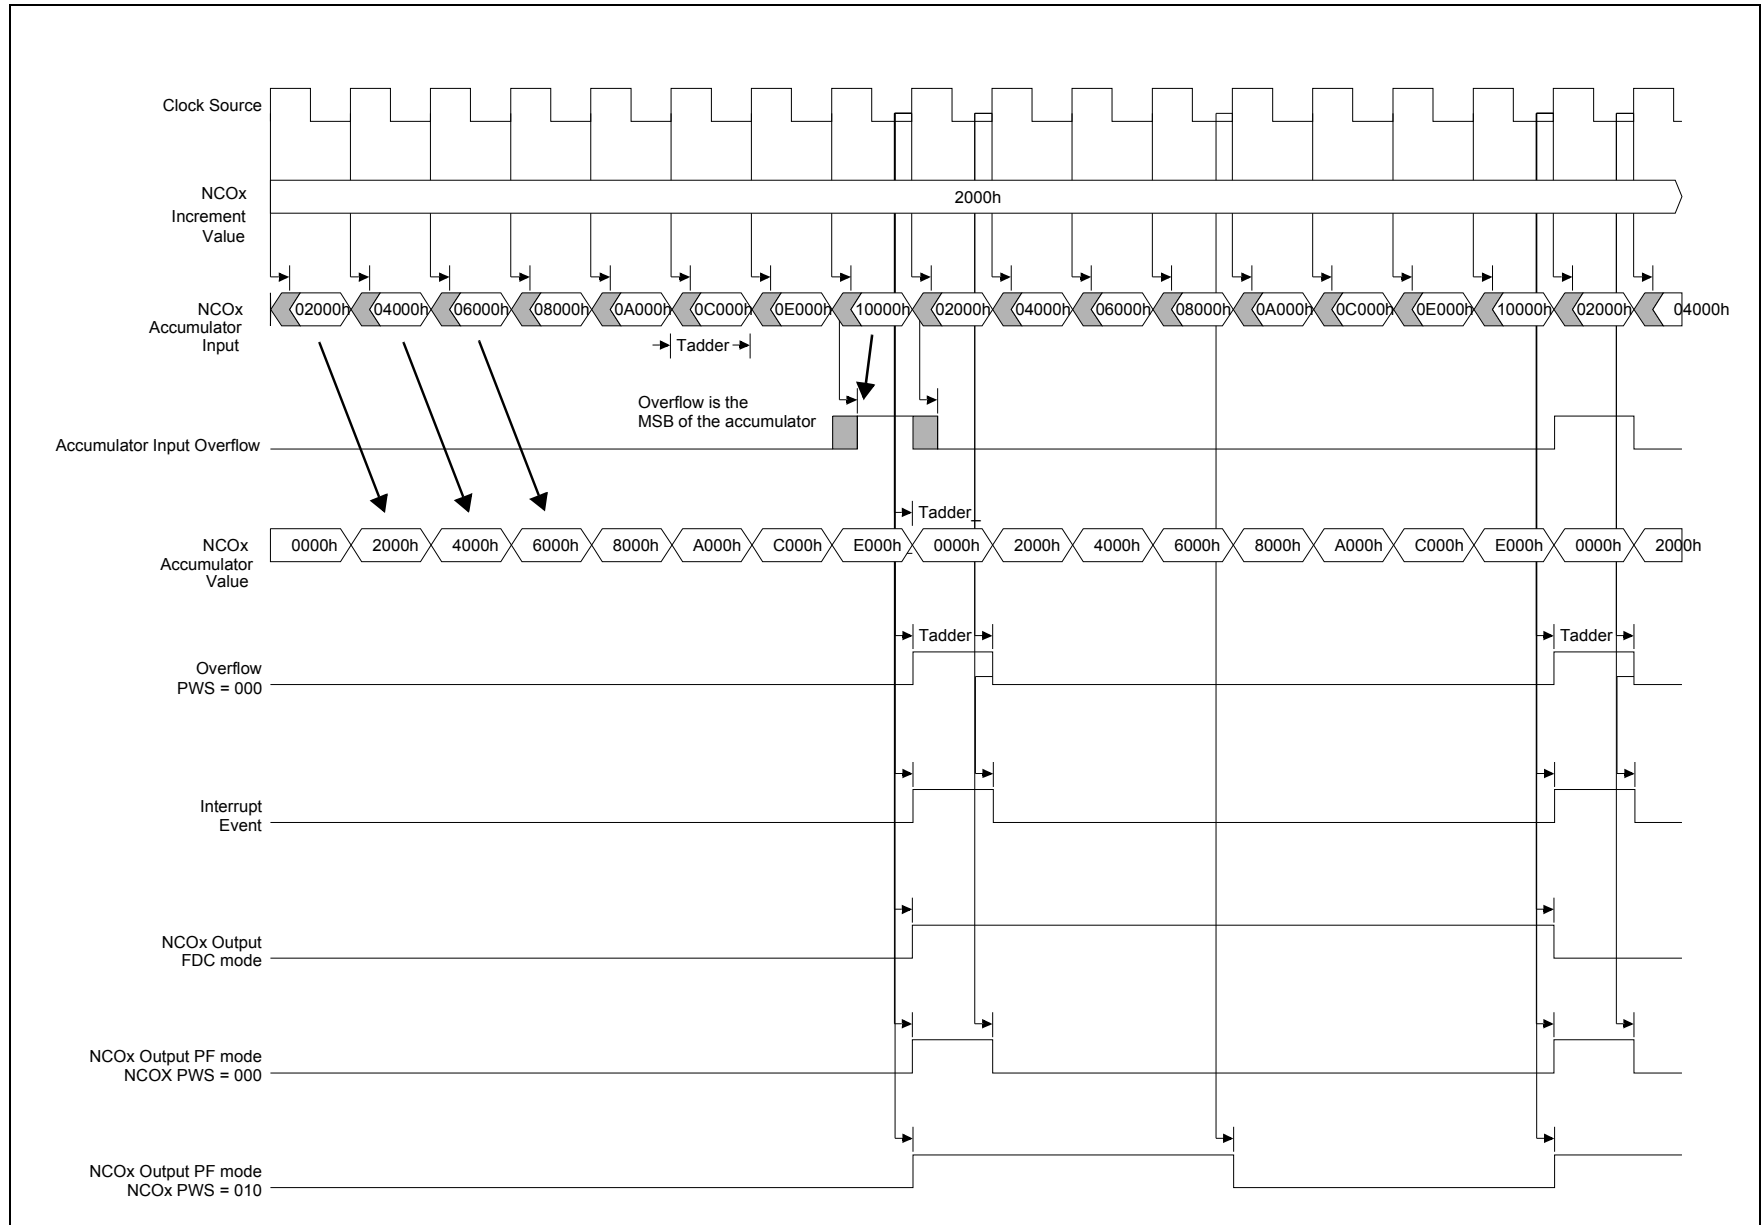 Clock Source
NCOx
Increment
Value
2000h
NCOx
Accumulator
Input
02000h 04000h 06000h 08000h 0A000h 0C000h 0E000h 10000h 02000h 04000h 06000h 08000h 0A000h 0C000h 0E000h 10000h 02000h 04000h
Tadder
Overflow is the
MSB of the accumulator
Accumulator Input Overflow
Tadder_
NCOx
Accumulator
Value
0000h 2000h 4000h 6000h 8000h A000h C000h E000h 0000h 2000h 4000h 6000h 8000h A000h C000h E000h 0000h 2000h
Tadder Tadder
Overflow
PWS = 000
Interrupt
Event
NCOx Output
FDC mode
NCOx Output PF mode
NCOX PWS = 000
NCOx Output PF mode
NCOx PWS = 010